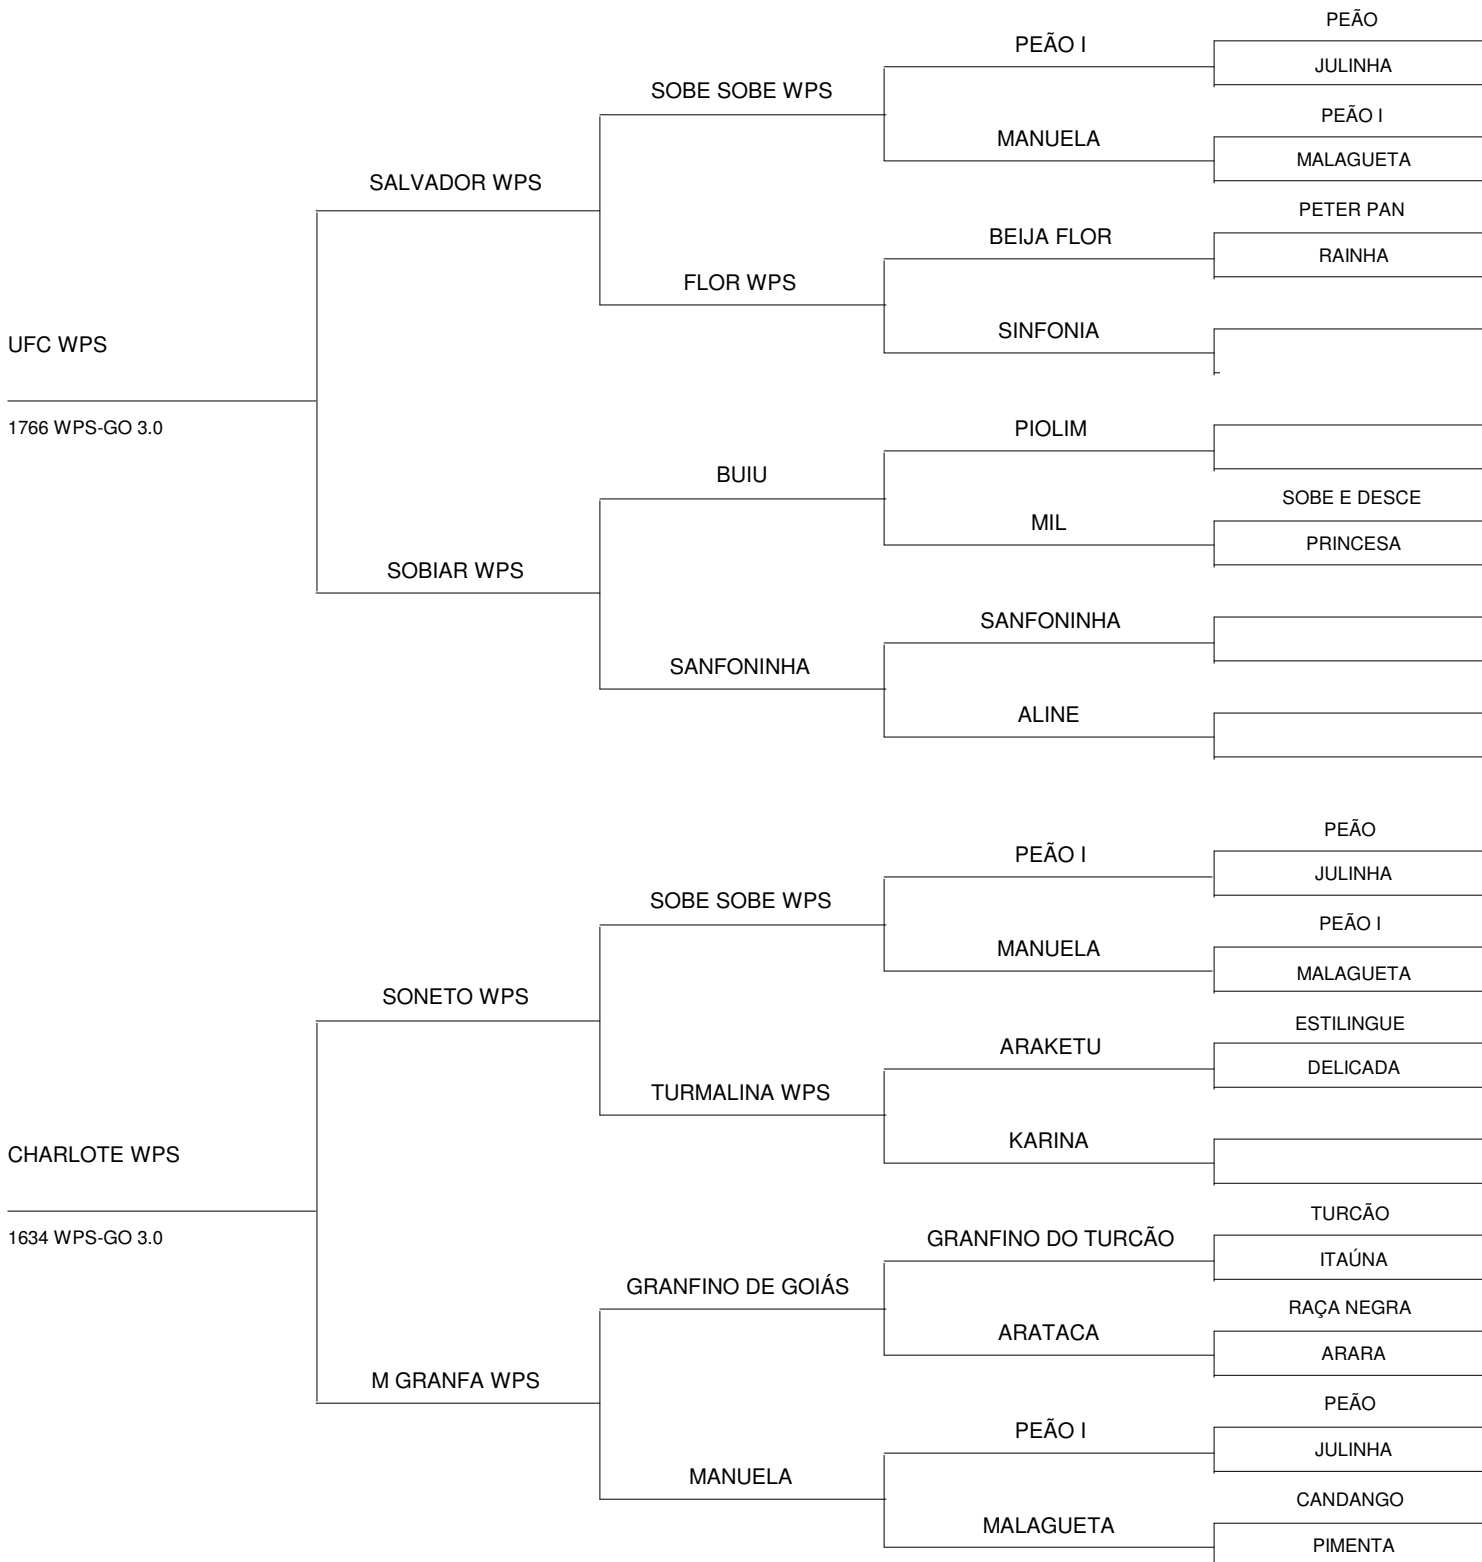 PEÃO
PEÃO I
JULINHA
SOBE SOBE WPS
PEÃO I
MANUELA
MALAGUETA
SALVADOR WPS
PETER PAN
BEIJA FLOR
RAINHA
FLOR WPS
SINFONIA
UFC WPS
1766 WPS-GO 3.0
PIOLIM
BUIU
SOBE E DESCE
MIL
PRINCESA
SOBIAR WPS
SANFONINHA
SANFONINHA
ALINE
PEÃO
PEÃO I
JULINHA
SOBE SOBE WPS
PEÃO I
MANUELA
MALAGUETA
SONETO WPS
ESTILINGUE
ARAKETU
DELICADA
TURMALINA WPS
KARINA
CHARLOTE WPS
TURCÃO
1634 WPS-GO 3.0
GRANFINO DO TURCÃO
ITAÚNA
GRANFINO DE GOIÁS
RAÇA NEGRA
ARATACA
ARARA
M GRANFA WPS
PEÃO
PEÃO I
JULINHA
MANUELA
CANDANGO
MALAGUETA
PIMENTA